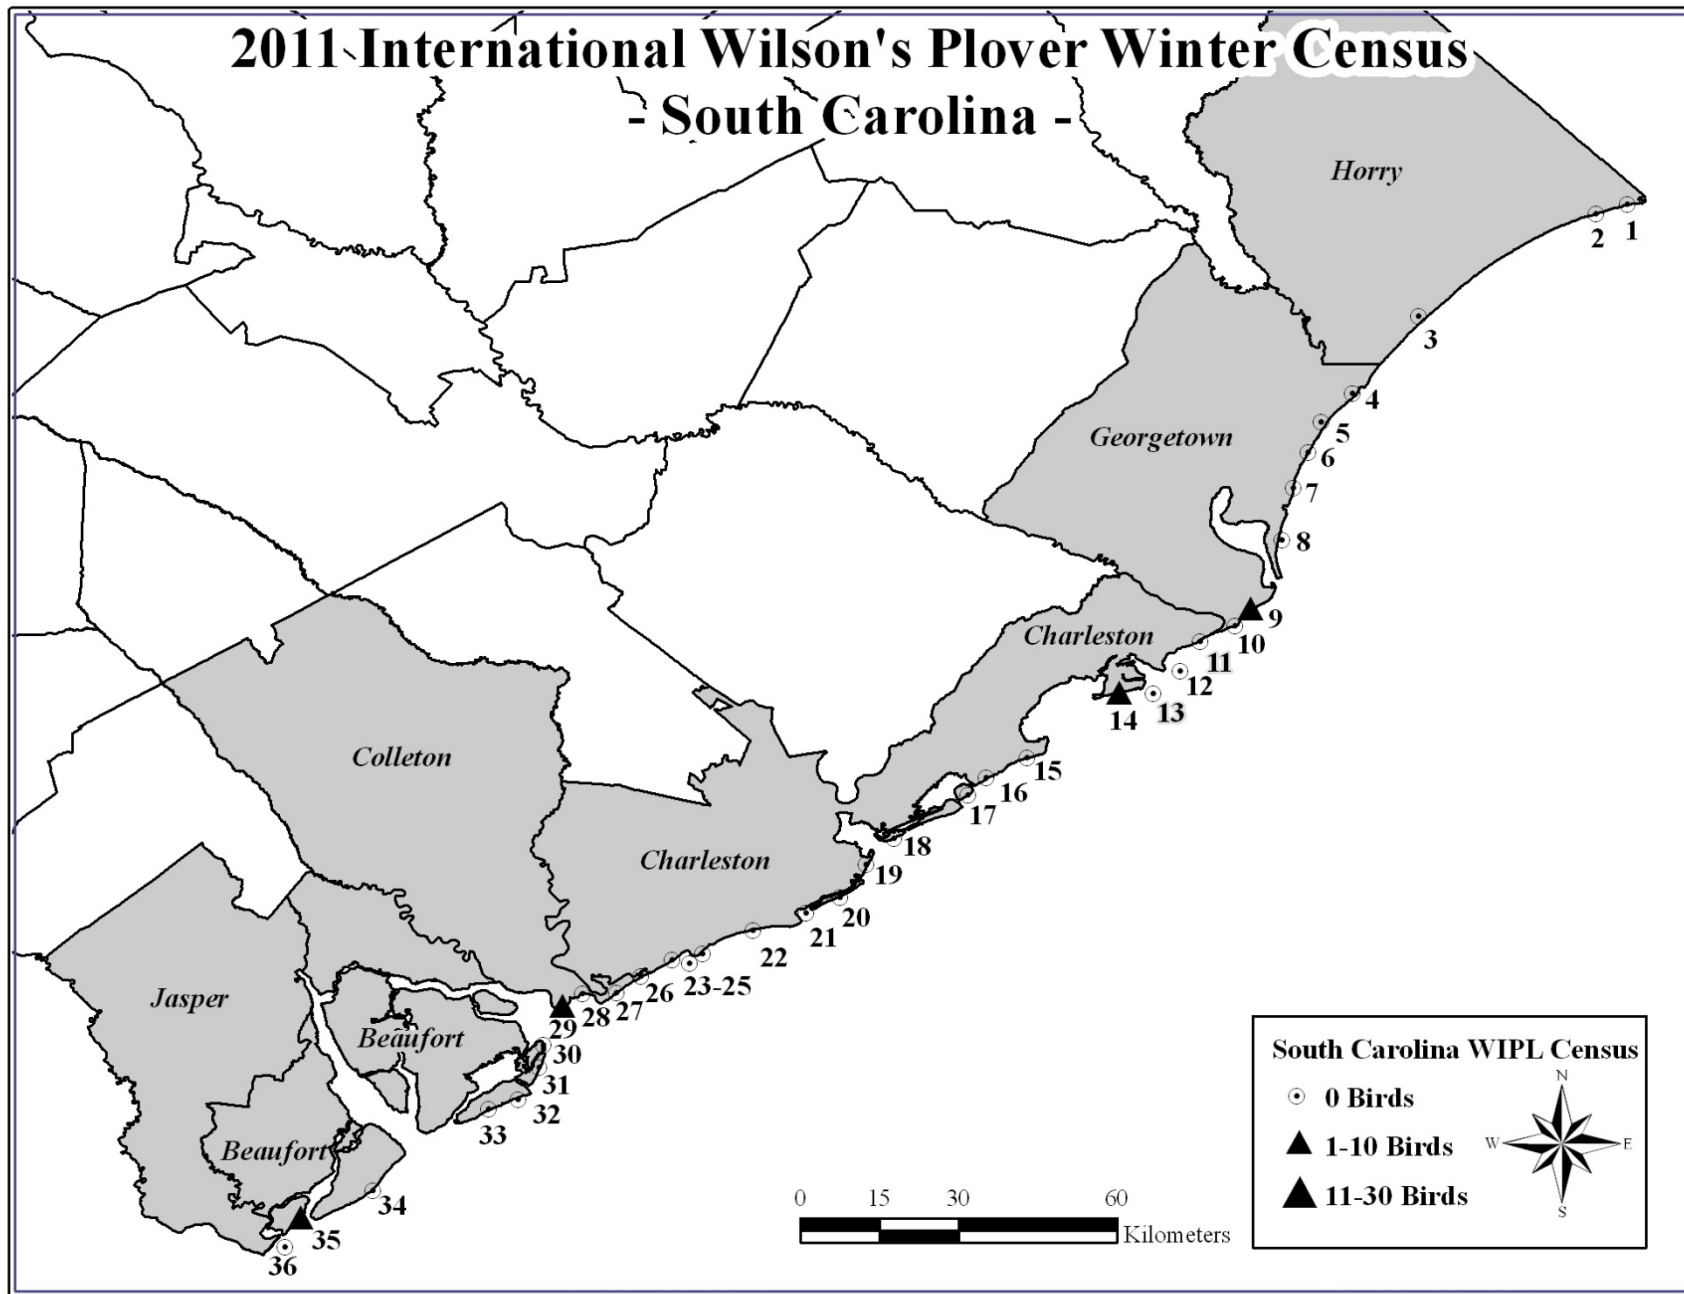 2011 International Wilson's Plover Winter Census
- South Carolina -
Horry
1
2
3
4
Georgetown
5
6
7
8
9
Charleston
10
11
12
13
14
Colleton
15
16
17
18
Charleston
19
20
21
22
23-25
26
Jasper
27
28
29
Beaufort
30
31
32
33
Beaufort
34
35
36
0 15 30 60
Kilometers
South Carolina WIPL Census
0 Birds
1-10 Birds
11-30 Birds
N
W E
S